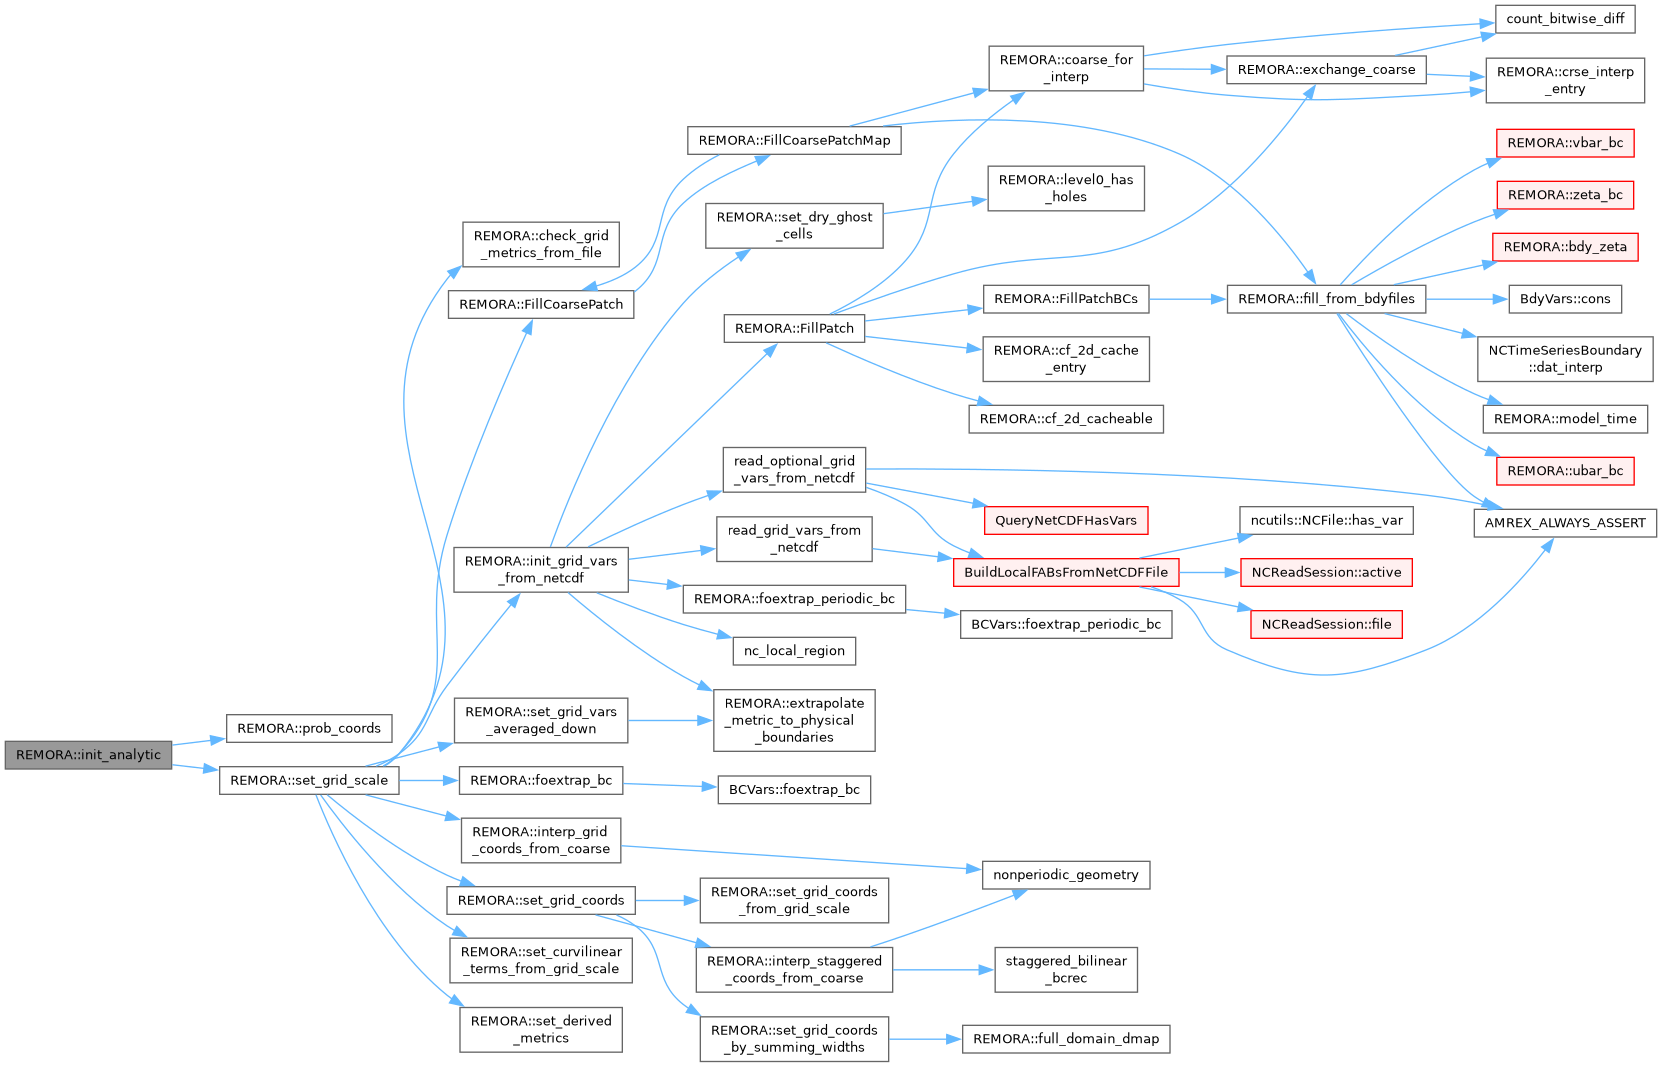 REMORA::init_analytic
REMORA::prob_coords
REMORA::set_grid_scale
REMORA::check_grid
_metrics_from_file
REMORA::FillCoarsePatch
REMORA::init_grid_vars
_from_netcdf
REMORA::set_grid_vars
_averaged_down
REMORA::foextrap_bc
REMORA::interp_grid
_coords_from_coarse
REMORA::set_grid_coords
REMORA::set_curvilinear
_terms_from_grid_scale
REMORA::set_derived
_metrics
REMORA::FillCoarsePatchMap
REMORA::set_dry_ghost
_cells
REMORA::FillPatch
read_optional_grid
_vars_from_netcdf
read_grid_vars_from
_netcdf
REMORA::foextrap_periodic_bc
nc_local_region
REMORA::extrapolate
_metric_to_physical
_boundaries
BCVars::foextrap_bc
REMORA::set_grid_coords
_from_grid_scale
REMORA::interp_staggered
_coords_from_coarse
REMORA::set_grid_coords
_by_summing_widths
REMORA::coarse_for
_interp
REMORA::level0_has
_holes
REMORA::FillPatchBCs
REMORA::cf_2d_cache
_entry
REMORA::cf_2d_cacheable
QueryNetCDFHasVars
BuildLocalFABsFromNetCDFFile
BCVars::foextrap_periodic_bc
nonperiodic_geometry
staggered_bilinear
_bcrec
REMORA::full_domain_dmap
REMORA::exchange_coarse
REMORA::fill_from_bdyfiles
ncutils::NCFile::has_var
NCReadSession::active
NCReadSession::file
count_bitwise_diff
REMORA::crse_interp
_entry
REMORA::vbar_bc
REMORA::zeta_bc
REMORA::bdy_zeta
BdyVars::cons
NCTimeSeriesBoundary
::dat_interp
REMORA::model_time
REMORA::ubar_bc
AMREX_ALWAYS_ASSERT